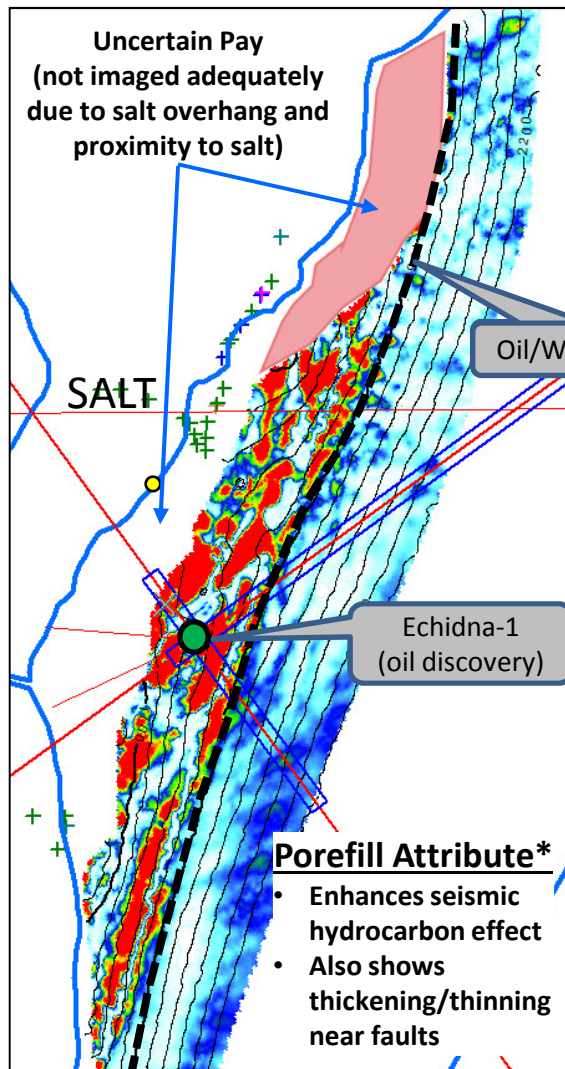 Uncertain Pay
(not imaged adequately
due to salt overhang and
proximity to salt)
2200
Oil/W
SALT
Echidna-1
(oil discovery)
Porefill Attribute*
• Enhances seismic
hydrocarbon effect
• Also shows
thickening/thinning
near faults